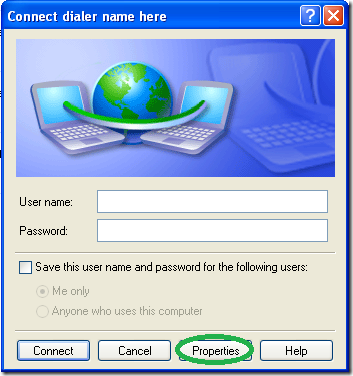 Connect dialer name here
User name:
Password:
Save this user name and password for the following users:
Me only
Anyone who uses this computer
Connect Cancel Properties Help